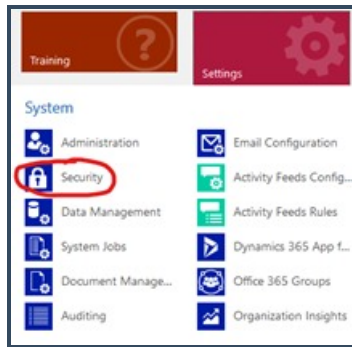 Training
Settings
System
Administration
Email Configuration
Security
Activity Feeds Config...
Data Management
Activity Feeds Rules
System Jobs
Dynamics 365 App f...
Document Manage...
Office 365 Groups
Auditing
Organization Insights